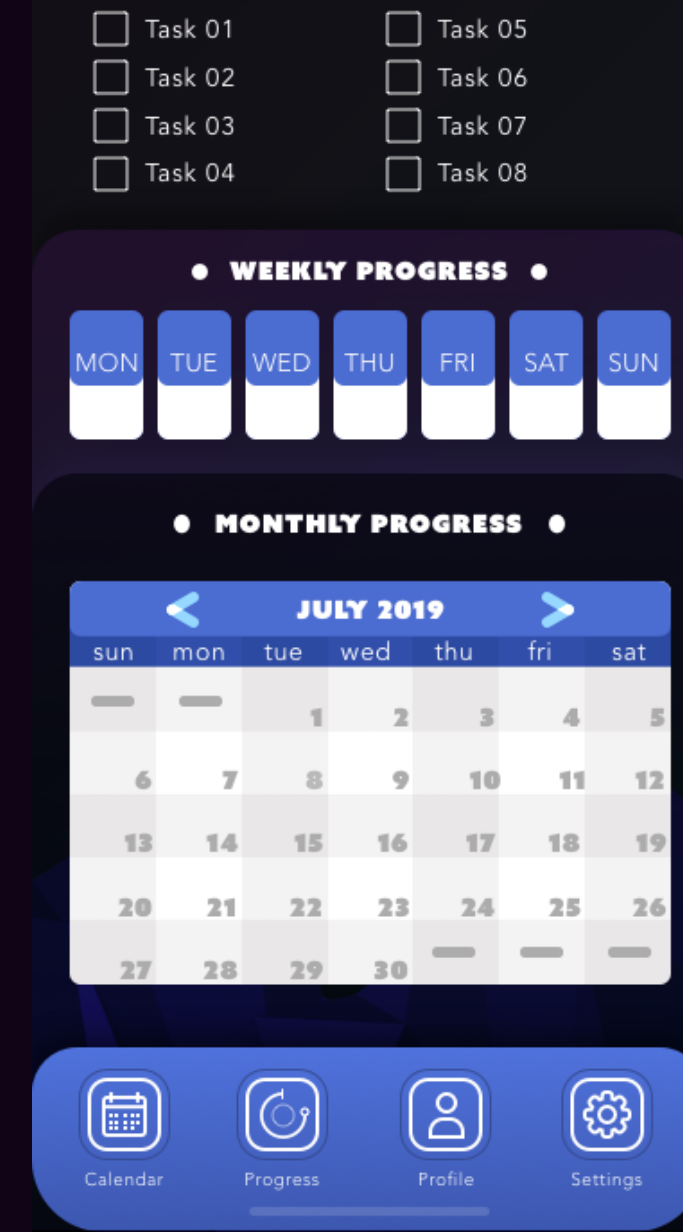 Task 01 Task 05
Task 02 Task 06
Task 03 Task 07
Task 04 Task 08
WEEKLY PROGRESS
MON TUE WED THU FRI SAT SUN
MONTHLY PROGRESS
< JULY 2019 >
sun mon tue wed thu fri sat
1 2 3 4 5
6 7 8 9 10 11 12
13 14 15 16 17 18 19
20 21 22 23 24 25 26
27 28 29 30
Calendar Progress Profile Settings